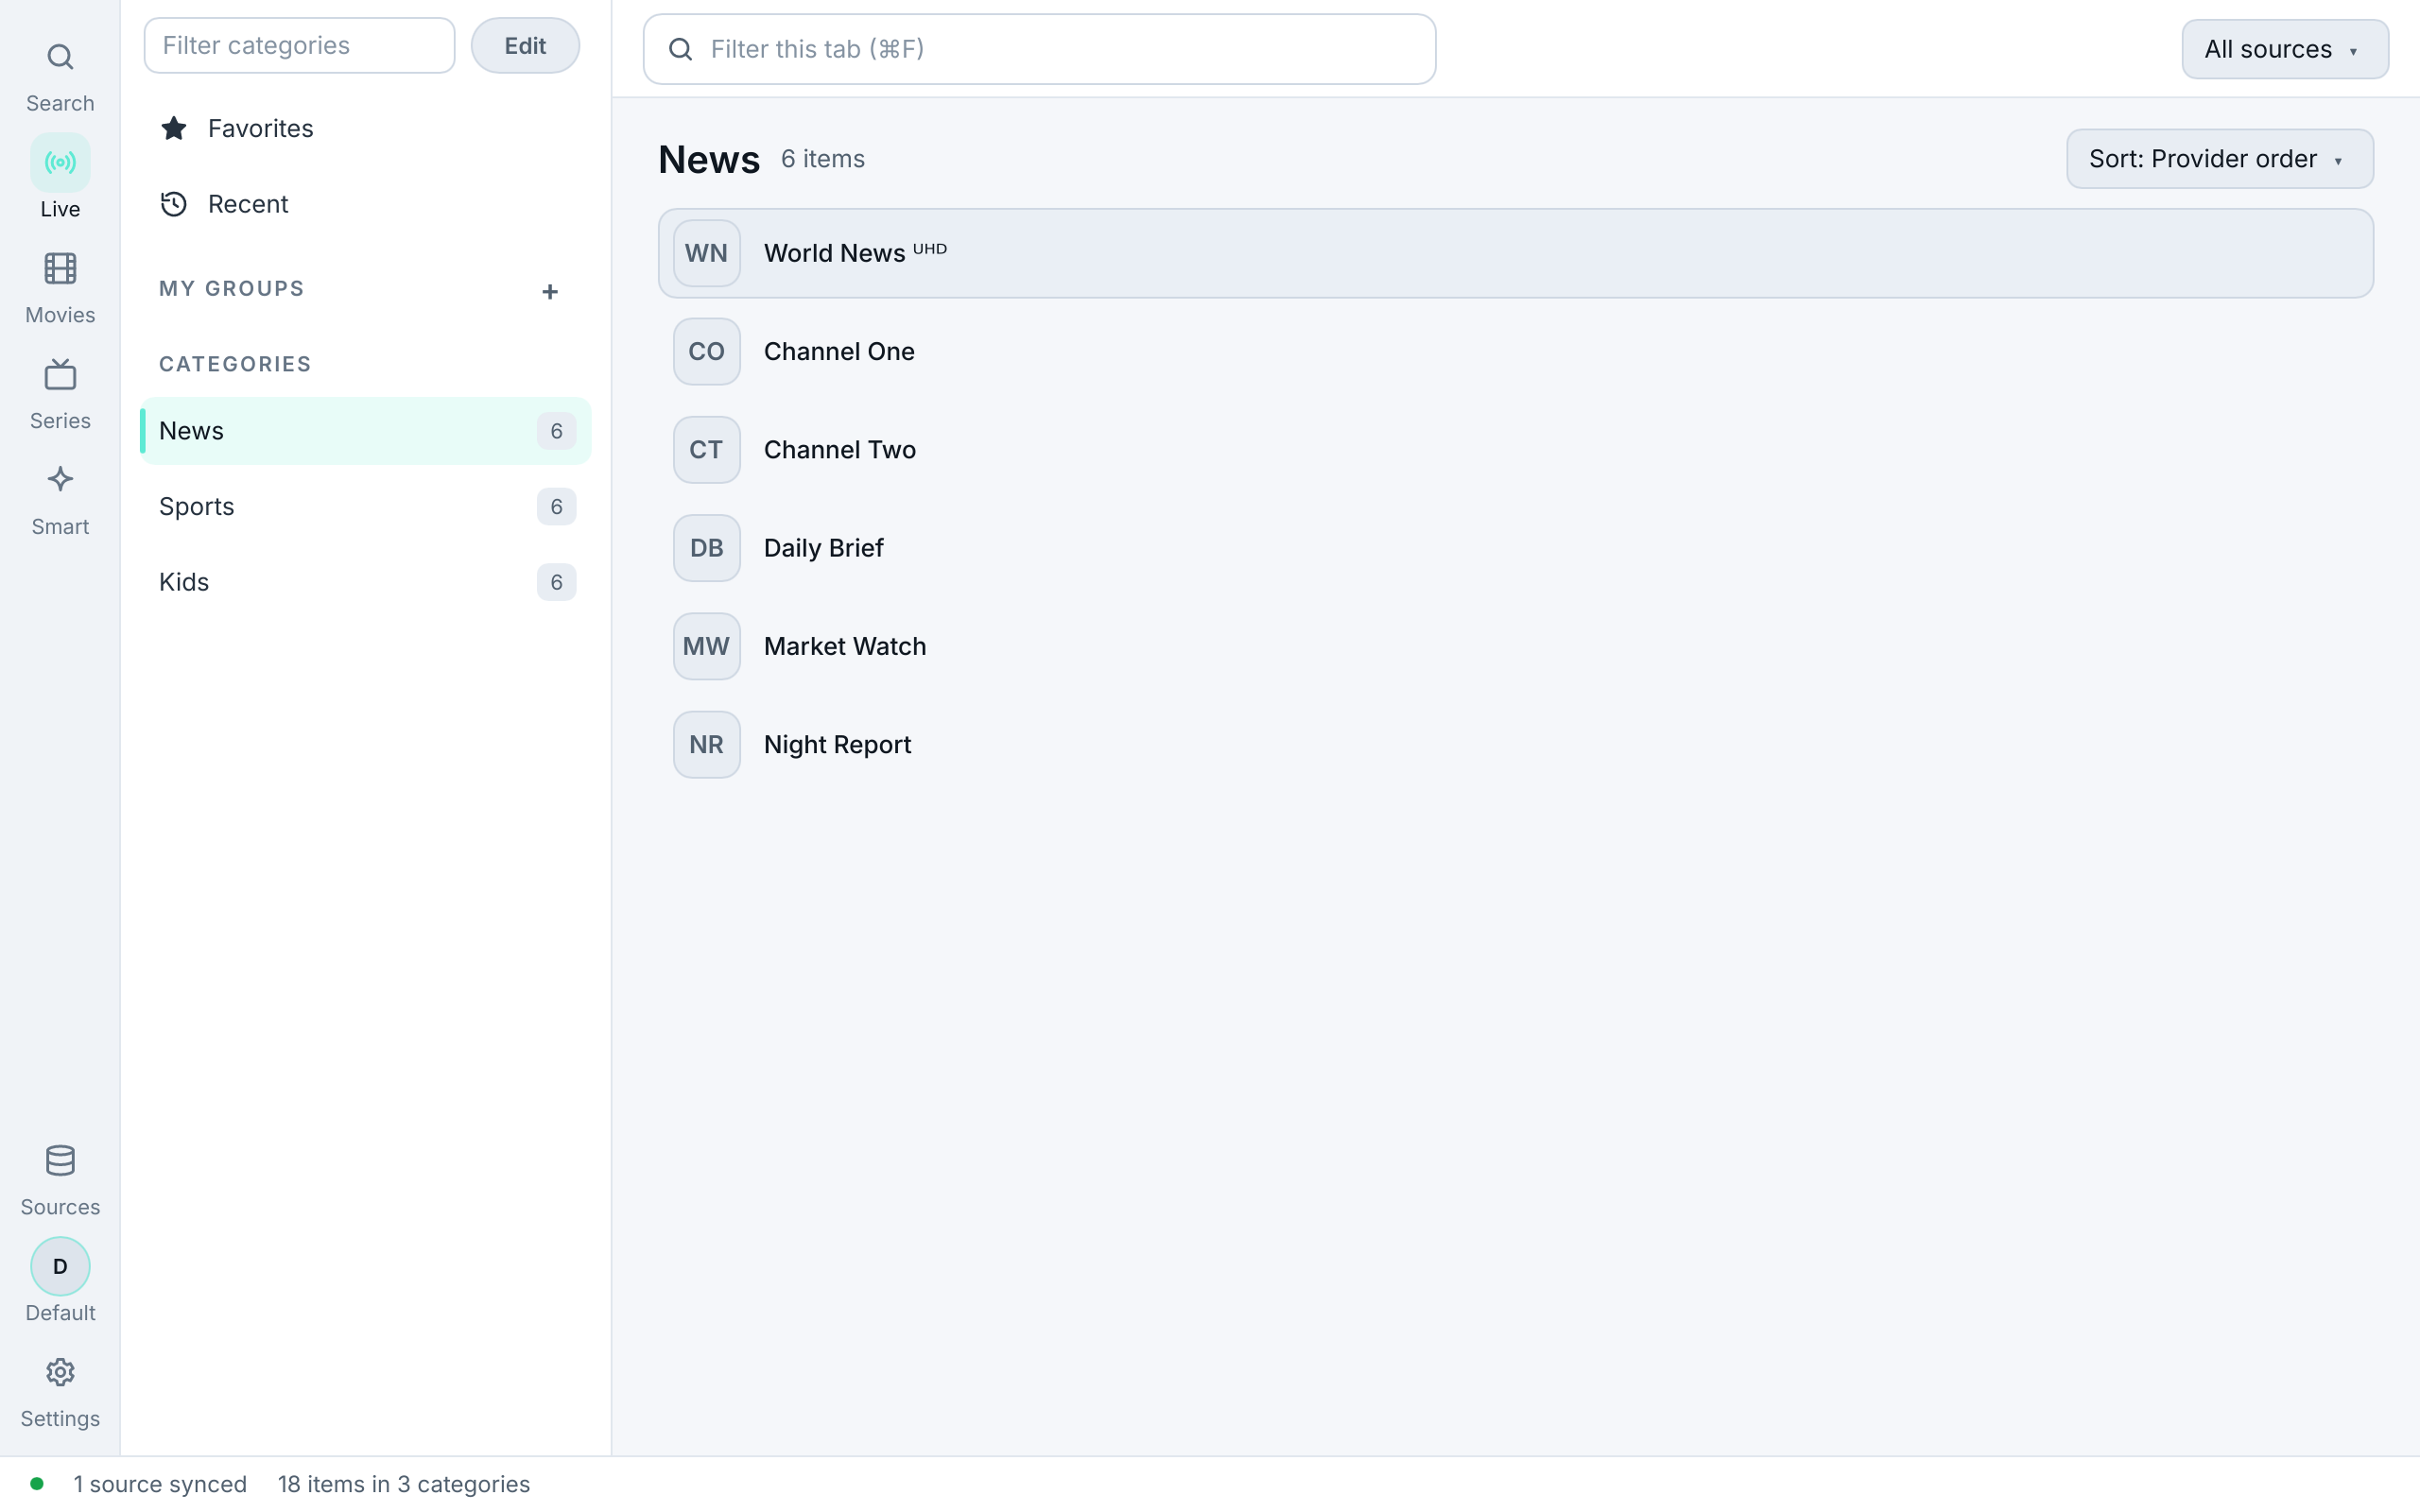 Search
Live
Movies
Series
Smart
Sources
D
Default
Settings
Filter categories
Edit
Favorites
Recent
MY GROUPS +
CATEGORIES
News 6
Sports 6
Kids 6
Filter this tab (⌘F)
All sources ▾
News 6 items
Sort: Provider order ▾
WN World News ᵁᴴᴰ
CO Channel One
CT Channel Two
DB Daily Brief
MW Market Watch
NR Night Report
1 source synced 18 items in 3 categories